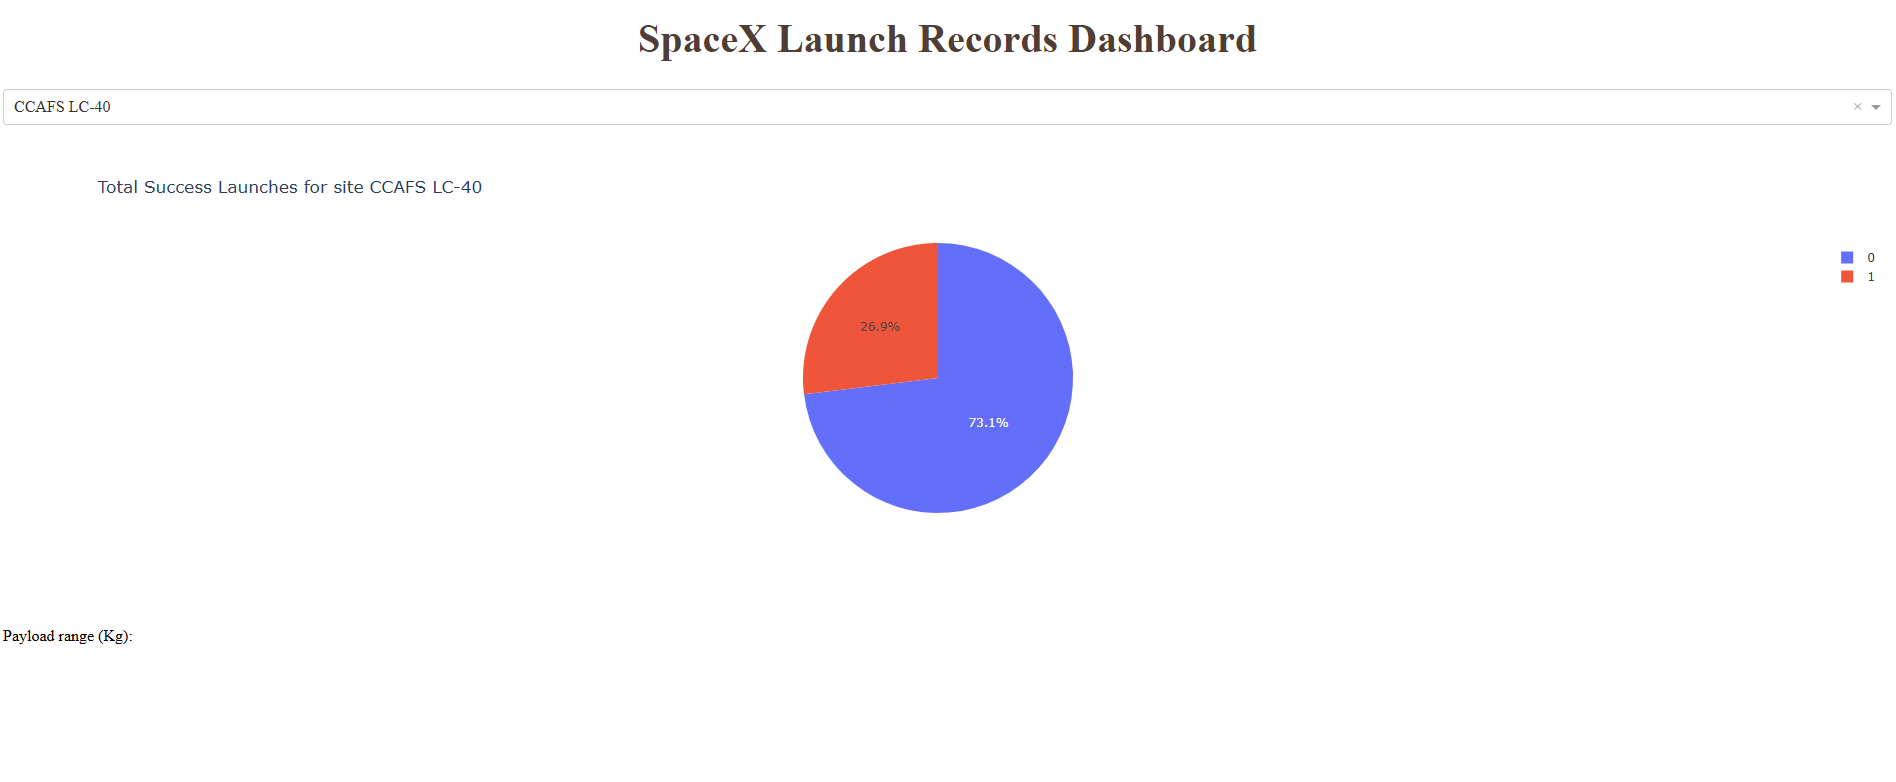 SpaceX Launch Records Dashboard
CCAFS LC-40
×
Total Success Launches for site CCAFS LC-40
0
1
26.9%
73.1%
Payload range (Kg):